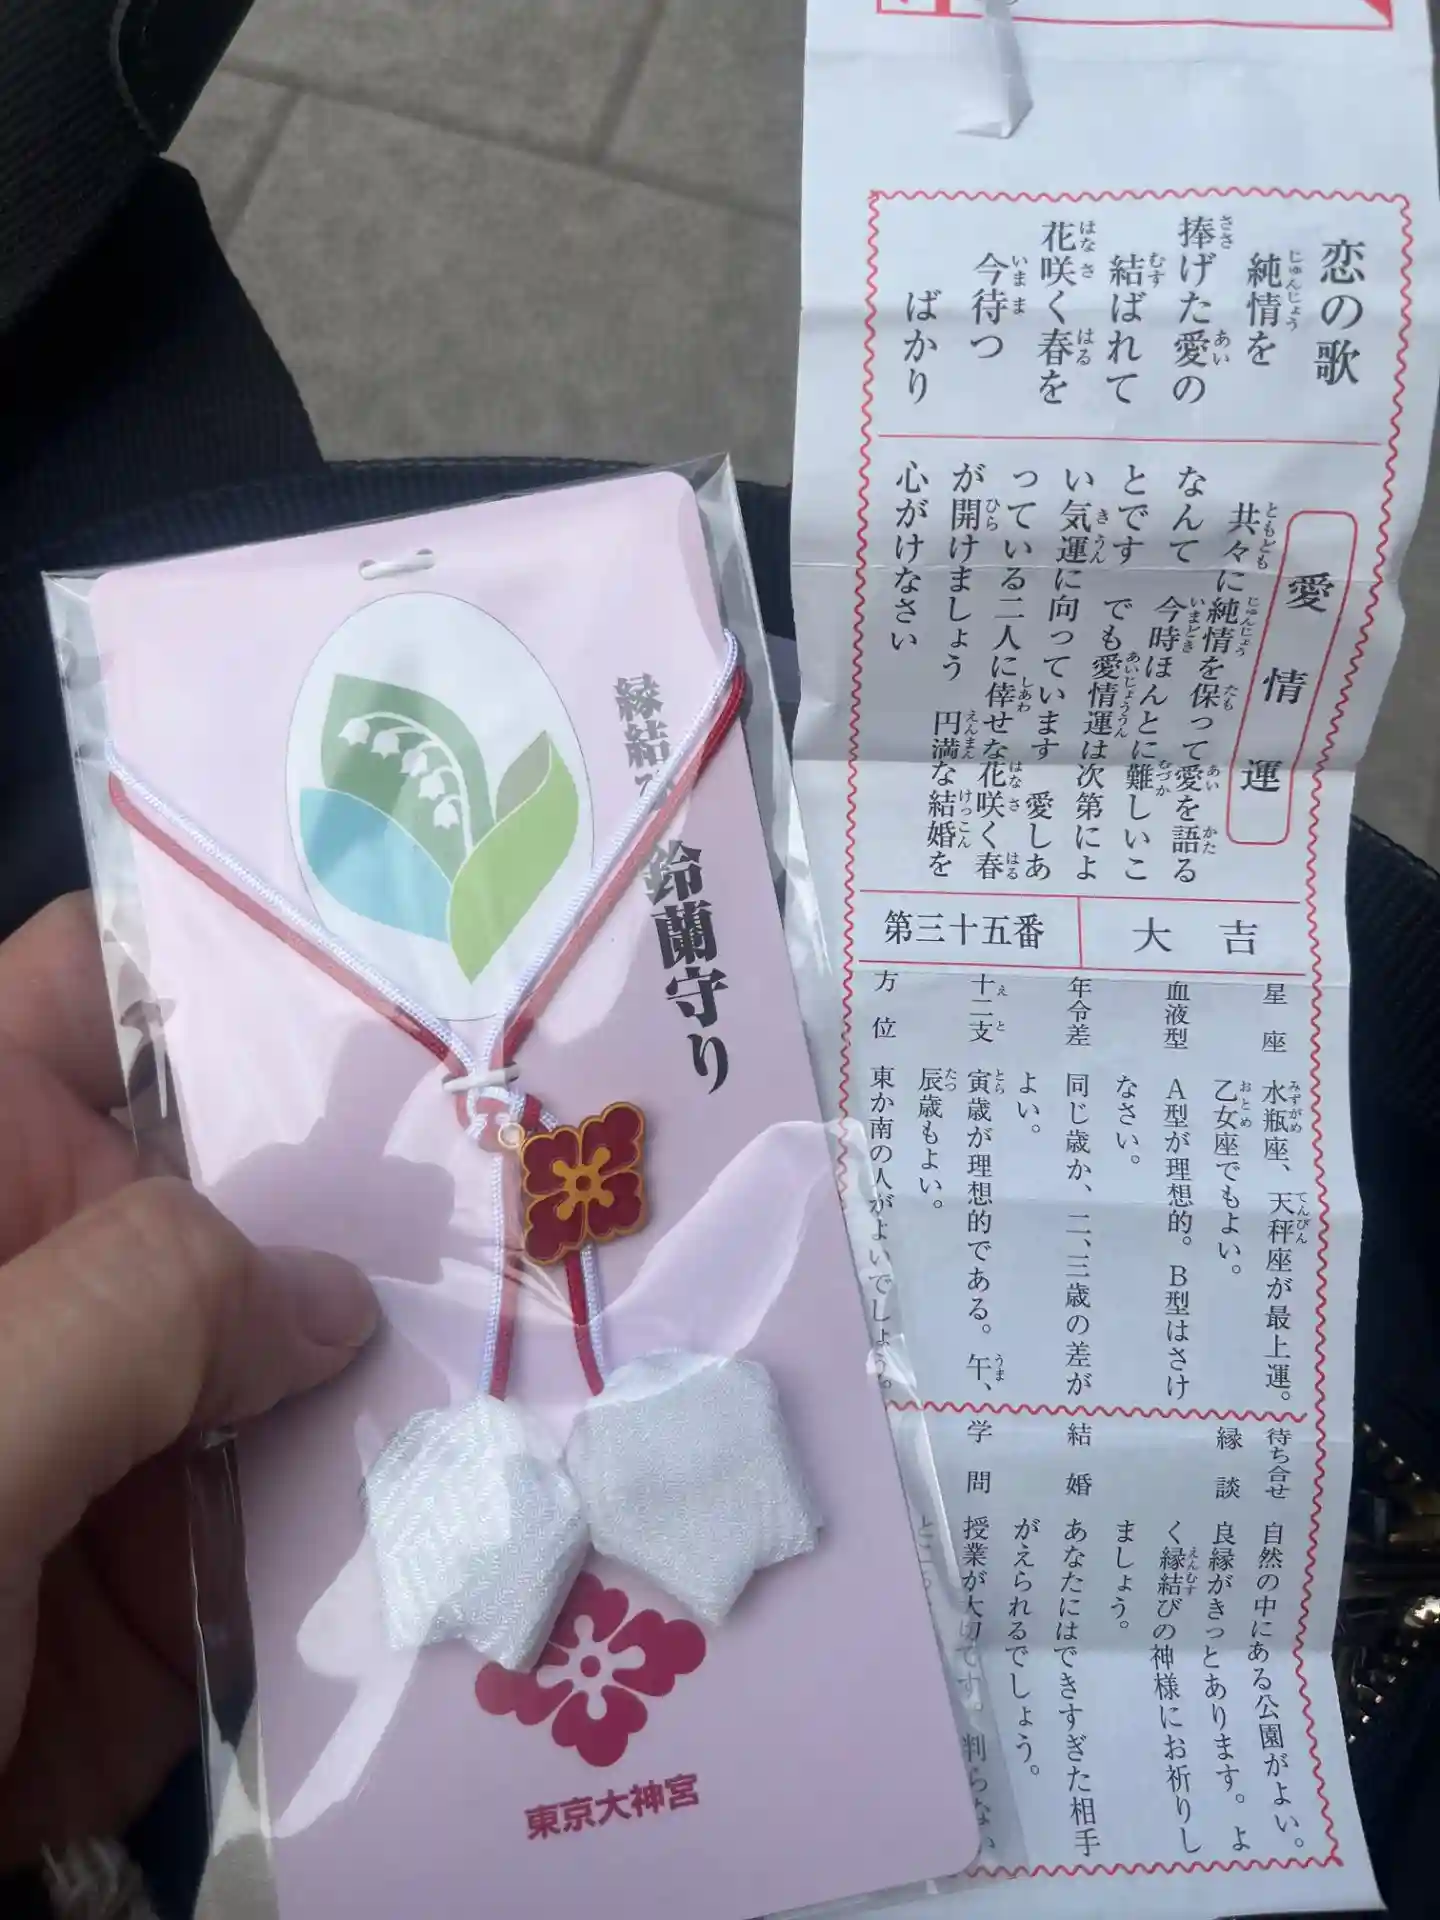 恋の歌
純情を
捧げた愛の
結ばれて
花咲く春を
今待つ
ばかり
愛情運
共々に純情を保って愛を語る
なんて今時ほんとに難しいこ
とですでも愛情運は次第によ
い気運に向っています愛しあ
っている二人に倖せな花咲く春
が開けましょう円満な結婚を
心がけなさい
大吉
第三十五番
星座 水瓶座、天秤座が最上運。
乙女座でもよい。
血液型 A型が理想的。B型はさけ
なさい。
年令差 同じ歳か、二、三歳の差が
よい。
十二支 寅歳が理想的である。午、
辰歳もよい。
方位 東か南の人がよいでしょう。
待ち合せ 自然の中にある公園がよい。
縁談 良縁がきっとあります。よ
く縁結びの神様にお祈りし
ましょう。
結婚 あなたにはできすぎた相手
がえられるでしょう。
学問 授業が大切です。判らない
縁結び
鈴蘭守り
東京大神宮